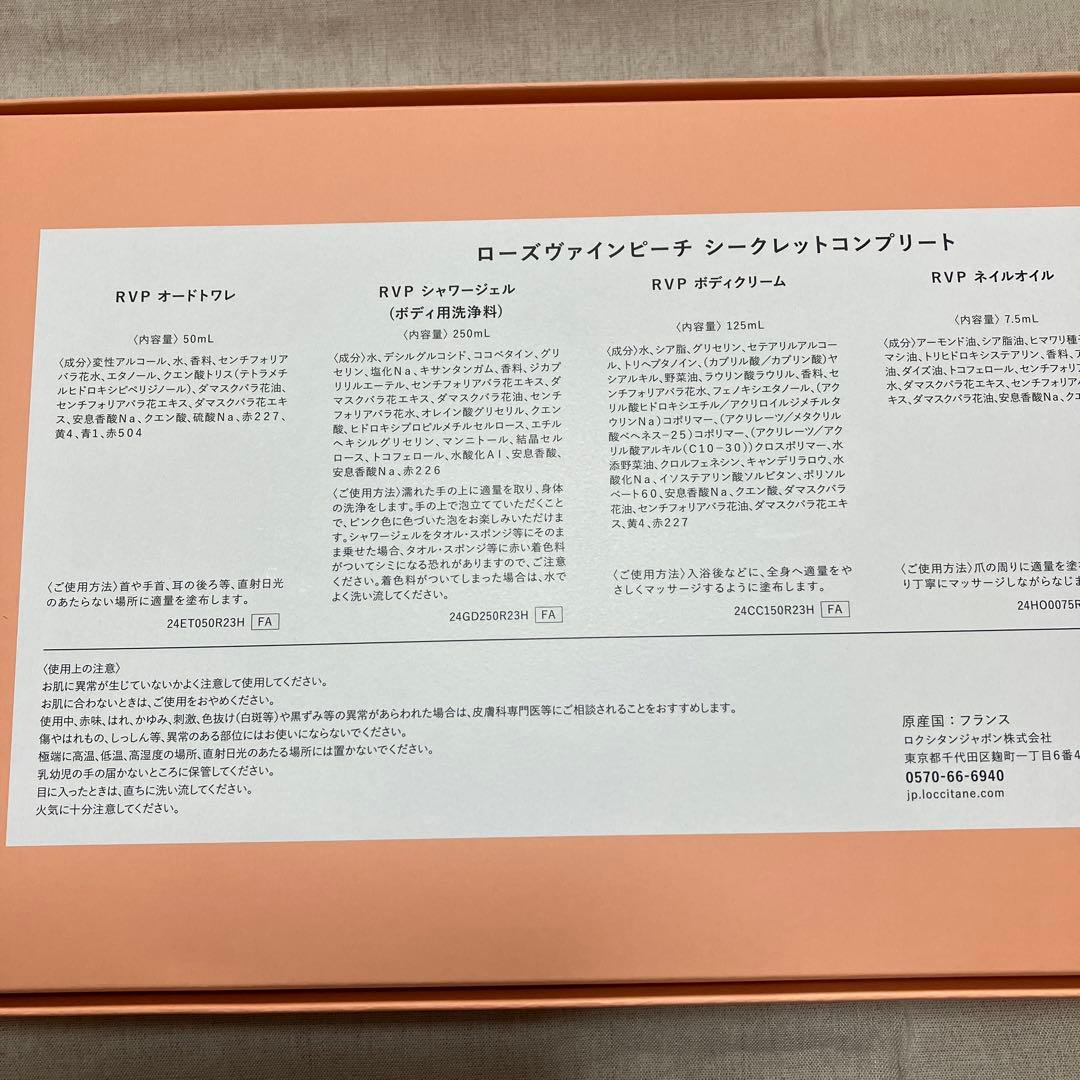 ローズヴァインピーチ シークレットコンプリート
RVP オードトワレ
〈内容量〉50mL
〈成分〉変性アルコール、水、香料、センチフォリア
バラ花水、エタノール、クエン酸トリス(テトラメチ
ルヒドロキシピペリジノール)、ダマスクバラ花油、
センチフォリアバラ花エキス、ダマスクバラ花エキ
ス、安息香酸Na、クエン酸、硫酸Na、赤227、
黄4、青1、赤504
〈ご使用方法〉首や手首、耳の後ろ等、直射日光
のあたらない場所に適量を塗布します。
24ET050R23H FA
RVP シャワージェル
(ボディ用洗浄料)
〈内容量〉250mL
〈成分〉水、デシルグルコシド、ココベタイン、グリ
セリン、塩化Na、キサンタンガム、香料、ジカプ
リリルエーテル、センチフォリアバラ花エキス、ダ
マスクバラ花エキス、ダマスクバラ花油、センチ
フォリアバラ花水、オレイン酸グリセリル、クエン
酸、ヒドロキシプロピルメチルセルロース、エチル
ヘキシルグリセリン、マンニトール、結晶セル
ロース、トコフェロール、水酸化Al、安息香酸、
安息香酸Na、赤226
〈ご使用方法〉濡れた手の上に適量を取り、身体
の洗浄をします。手の上で泡立てていただくこと
で、ピンク色に色づいた泡をお楽しみいただけま
す。シャワージェルをタオル・スポンジ等にそのま
ま乗せた場合、タオル・スポンジ等に赤い着色料
がついてシミになる恐れがありますので、ご注意
ください。着色料がついてしまった場合は、水で
よく洗い流してください。
24GD250R23H FA
RVP ボディクリーム
〈内容量〉125mL
〈成分〉水、シア脂、グリセリン、セテアリルアルコー
ル、トリヘプタノイン、(カプリル酸/カプリン酸)ヤ
シアルキル、野菜油、ラウリン酸ラウリル、香料、セ
ンチフォリアバラ花水、フェノキシエタノール、(アク
リル酸ヒドロキシエチル/アクリロイルジメチルタ
ウリンNa)コポリマー、(アクリレーツ/メタクリル
酸ベヘネス-25)コポリマー、(アクリレーツ/アク
リル酸アルキル(C10-30))クロスポリマー、水
添野菜油、クロルフェネシン、キャンデリラロウ、水
酸化Na、イソステアリン酸ソルビタン、ポリソル
ベート60、安息香酸Na、クエン酸、ダマスクバラ
花油、センチフォリアバラ花油、ダマスクバラ花エキ
ス、黄4、赤227
〈ご使用方法〉入浴後などに、全身へ適量をや
さしくマッサージするように塗布します。
24CC150R23H FA
RVP ネイルオイル
〈内容量〉7.5mL
〈成分〉アーモンド油、シア脂油、ヒマワリ種子
マシ油、トリヒドロキシステアリン、香料、ア
油、ダイズ油、トコフェロール、センチフォリア
水、ダマスクバラ花エキス、センチフォリア
キス、ダマスクバラ花油、安息香酸Na、クエ
〈ご使用方法〉爪の周りに適量を塗布
り丁寧にマッサージしながらなじま
24HO0075R
〈使用上の注意〉
お肌に異常が生じていないかよく注意して使用してください。
お肌に合わないときは、ご使用をおやめください。
使用中、赤味、はれ、かゆみ、刺激、色抜け(白斑等)や黒ずみ等の異常があらわれた場合は、皮膚科専門医等にご相談されることをおすすめします。
傷やはれもの、しっしん等、異常のある部位にはお使いにならないでください。
極端に高温、低温、高湿度の場所、直射日光のあたる場所には置かないでください。
乳幼児の手の届かないところに保管してください。
目に入ったときは、直ちに洗い流してください。
火気に十分注意してください。
原産国:フランス
ロクシタンジャポン株式会社
東京都千代田区麹町一丁目6番4
0570-66-6940
jp.loccitane.com